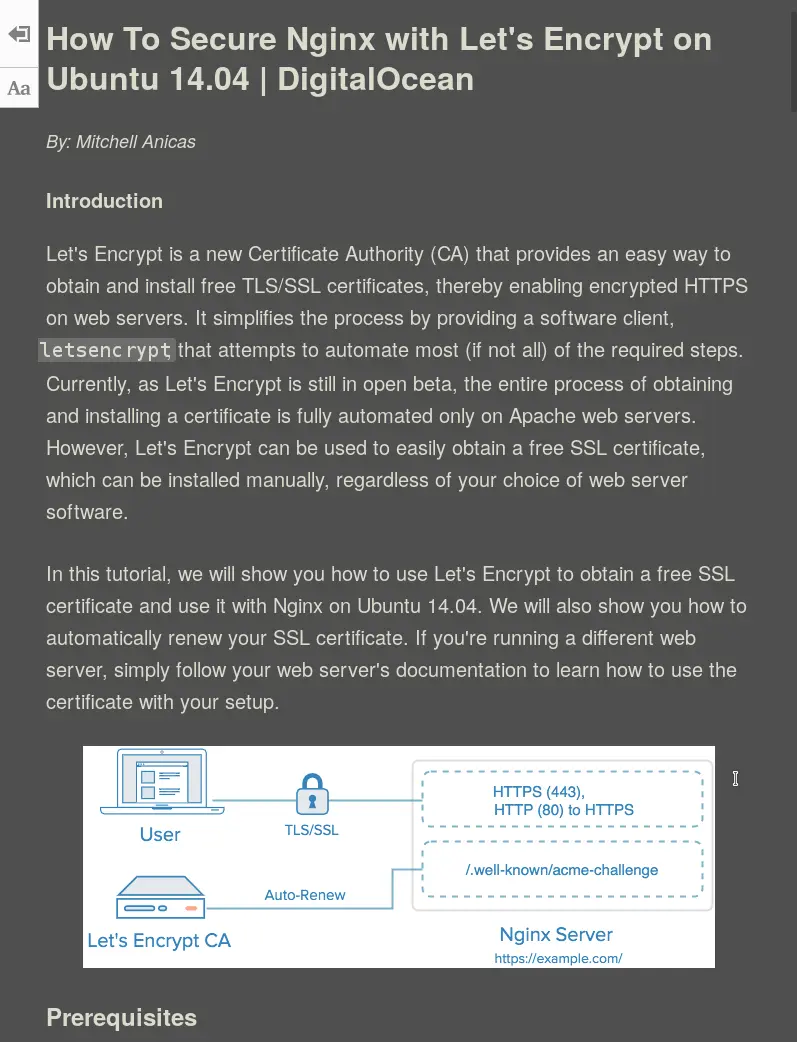 How To Secure Nginx with Let's Encrypt on
Ubuntu 14.04 | DigitalOcean
Aa
By: Mitchell Anicas
Introduction
Let's Encrypt is a new Certificate Authority (CA) that provides an easy way to
obtain and install free TLS/SSL certificates, thereby enabling encrypted HTTPS
on web servers. It simplifies the process by providing a software client,
letsencrypt that attempts to automate most (if not all) of the required steps.
Currently, as Let's Encrypt is still in open beta, the entire process of obtaining
and installing a certificate is fully automated only on Apache web servers.
However, Let's Encrypt can be used to easily obtain a free SSL certificate,
which can be installed manually, regardless of your choice of web server
software.
In this tutorial, we will show you how to use Let's Encrypt to obtain a free SSL
certificate and use it with Nginx on Ubuntu 14.04. We will also show you how to
automatically renew your SSL certificate. If you're running a different web
server, simply follow your web server's documentation to learn how to use the
certificate with your setup.
User
TLS/SSL
HTTPS (443),
HTTP (80) to HTTPS
/.well-known/acme-challenge
Auto-Renew
Let's Encrypt CA
Nginx Server
https://example.com/
Prerequisites